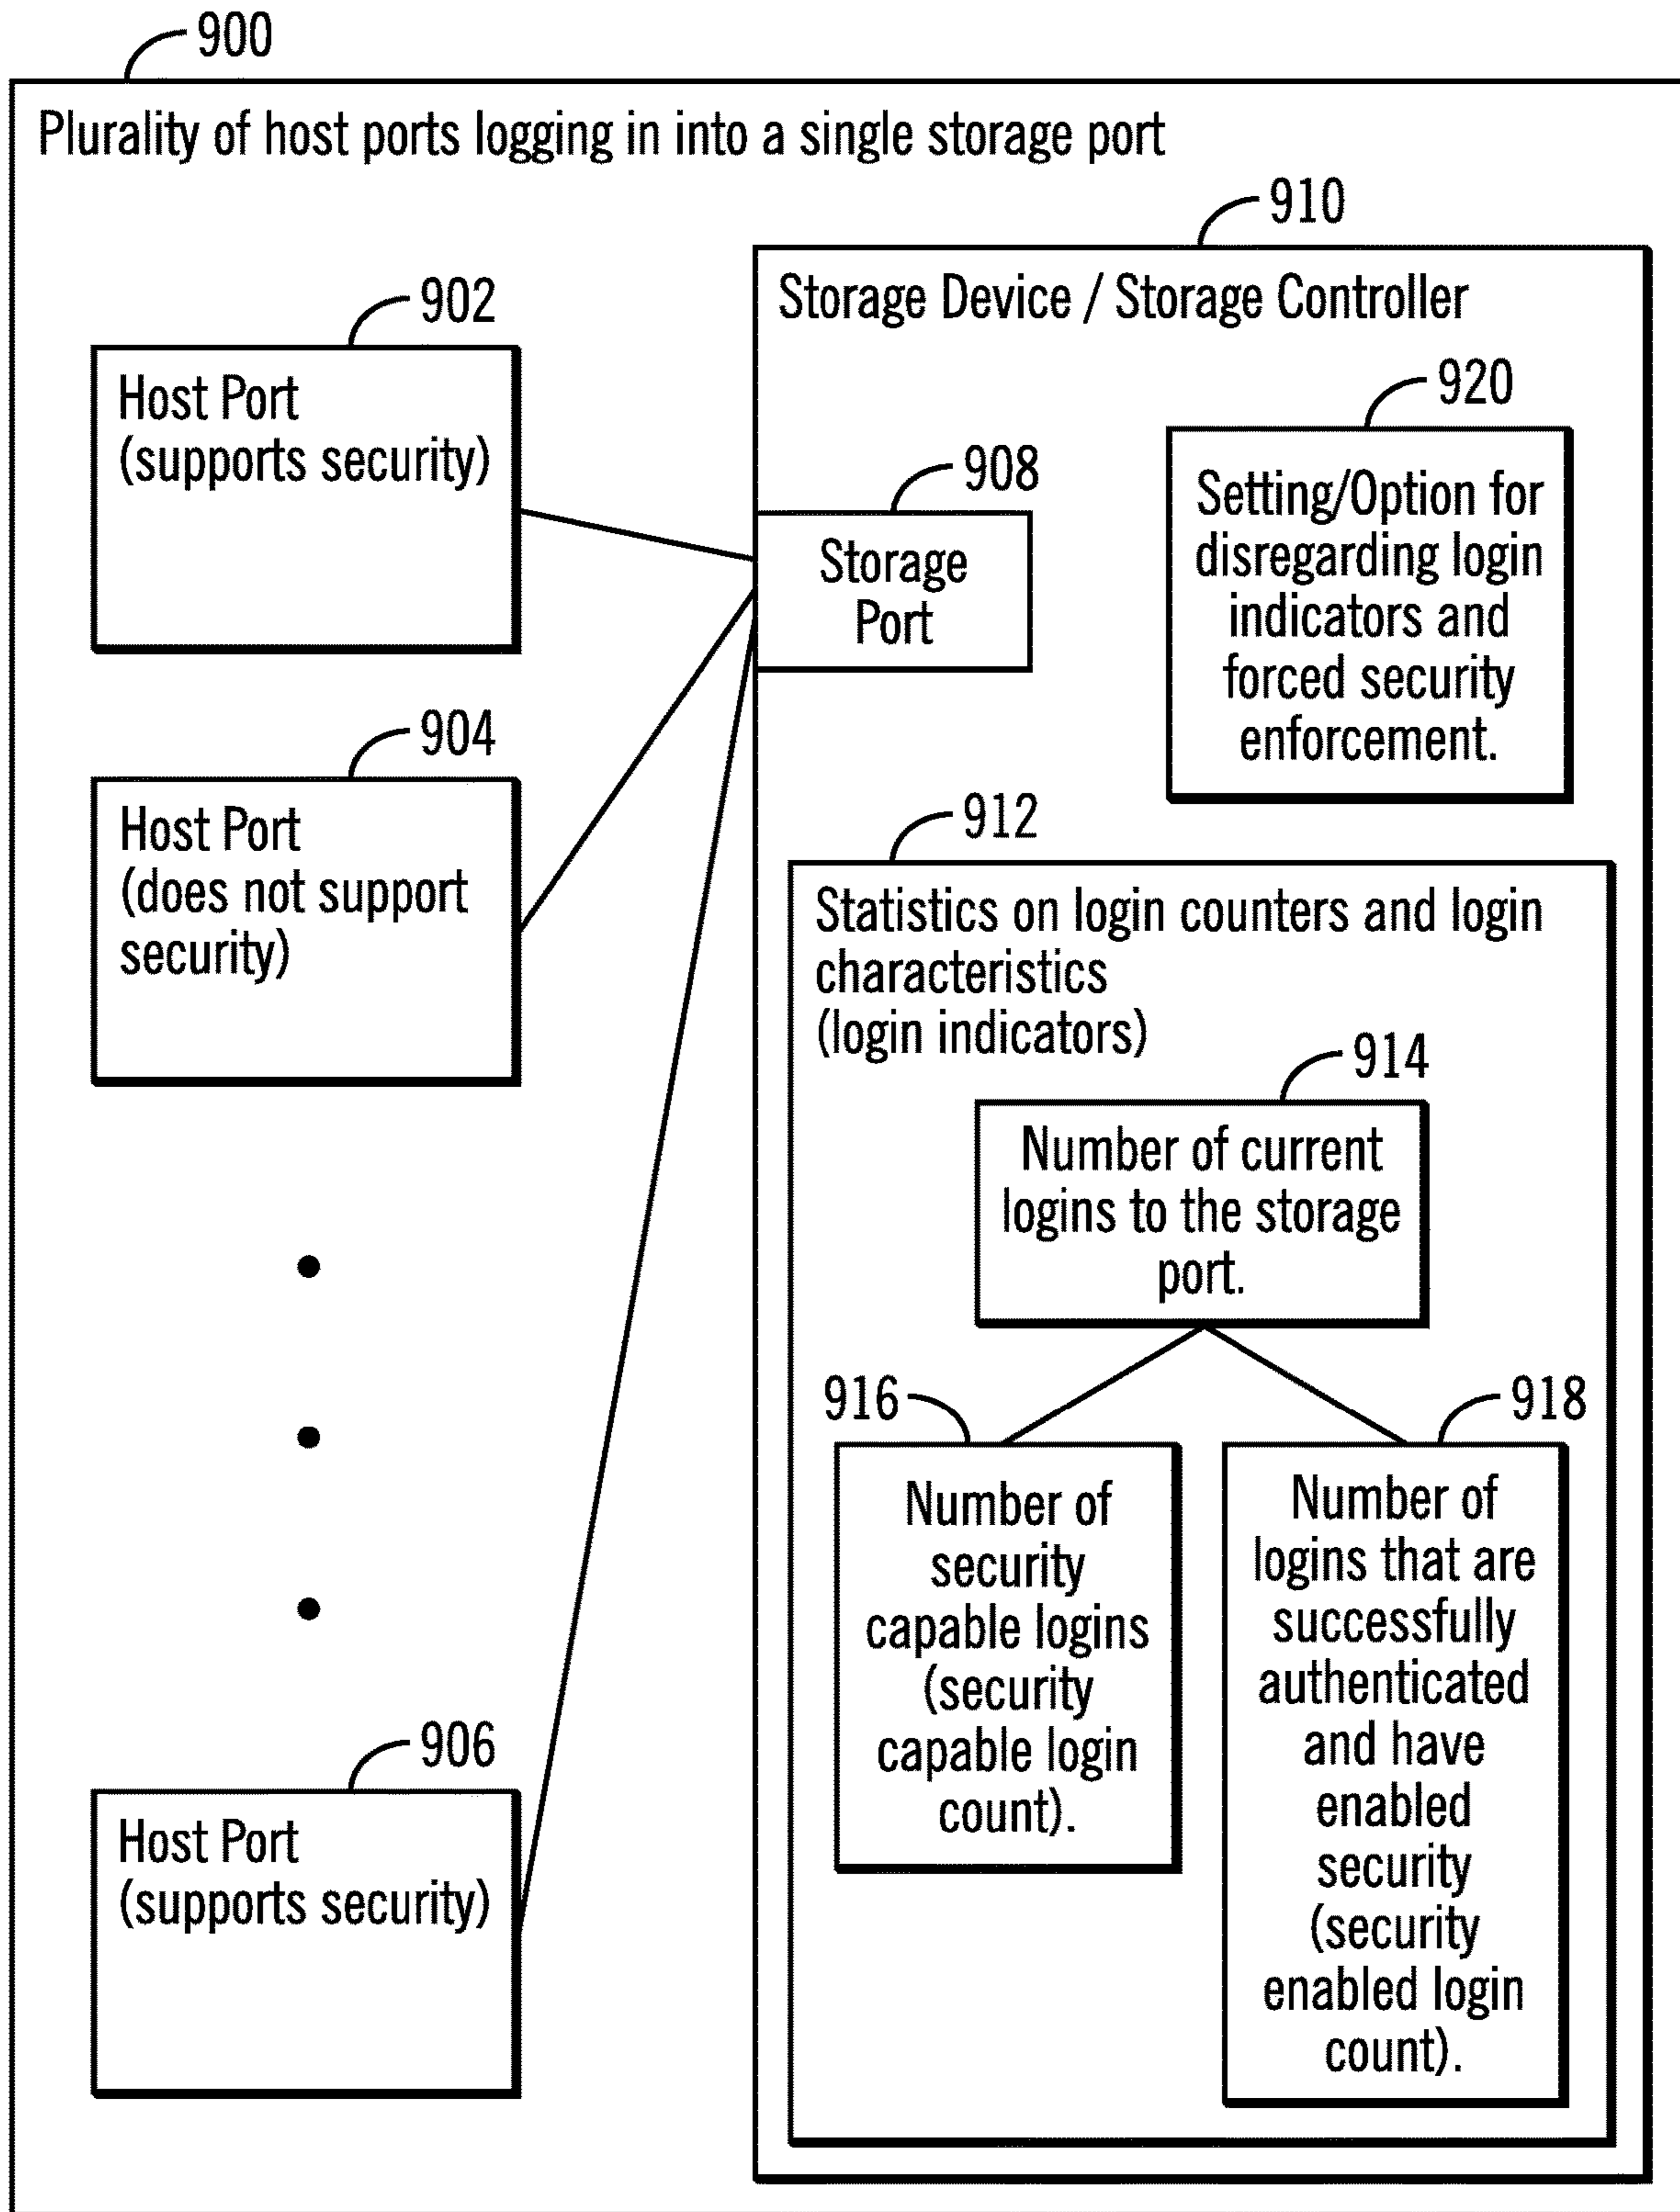 900
Plurality of host ports logging in into a single storage port
910
Storage Device / Storage Controller
902
Host Port
(supports security)
904
Host Port
(does not support
security)
906
Host Port
(supports security)
908
Storage
Port
920
Setting/Option for
disregarding login
indicators and
forced security
enforcement.
912
Statistics on login counters and login
characteristics
(login indicators)
914
Number of current
logins to the storage
port.
916
Number of
security
capable logins
(security
capable login
count).
918
Number of
logins that are
successfully
authenticated
and have
enabled
security
(security
enabled login
count).